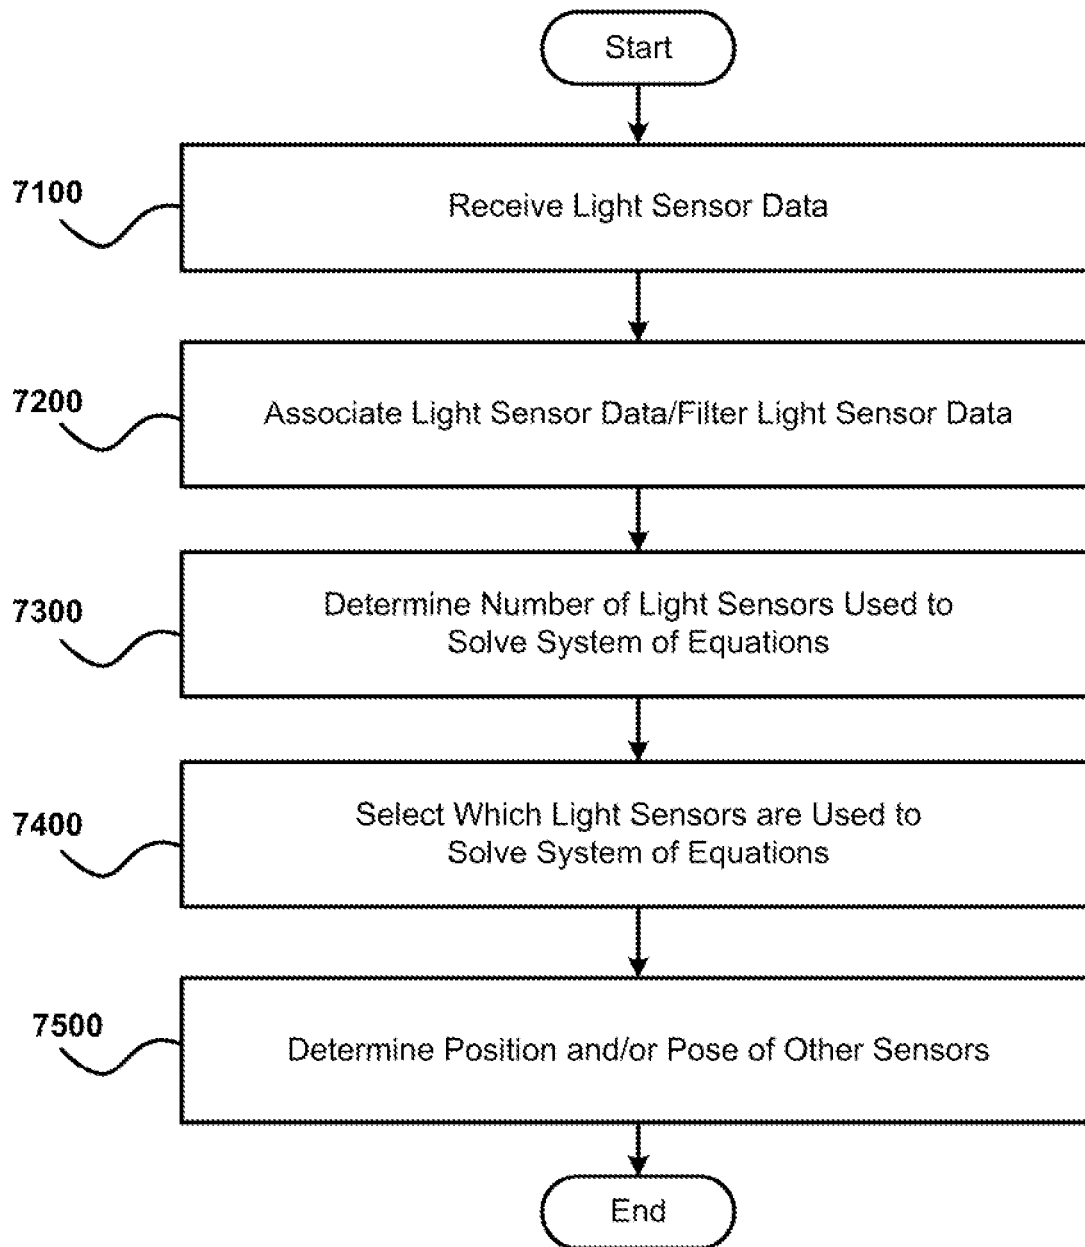 Start
7100
Receive Light Sensor Data
7200
Associate Light Sensor Data/Filter Light Sensor Data
7300
Determine Number of Light Sensors Used to
Solve System of Equations
7400
Select Which Light Sensors are Used to
Solve System of Equations
7500
Determine Position and/or Pose of Other Sensors
End